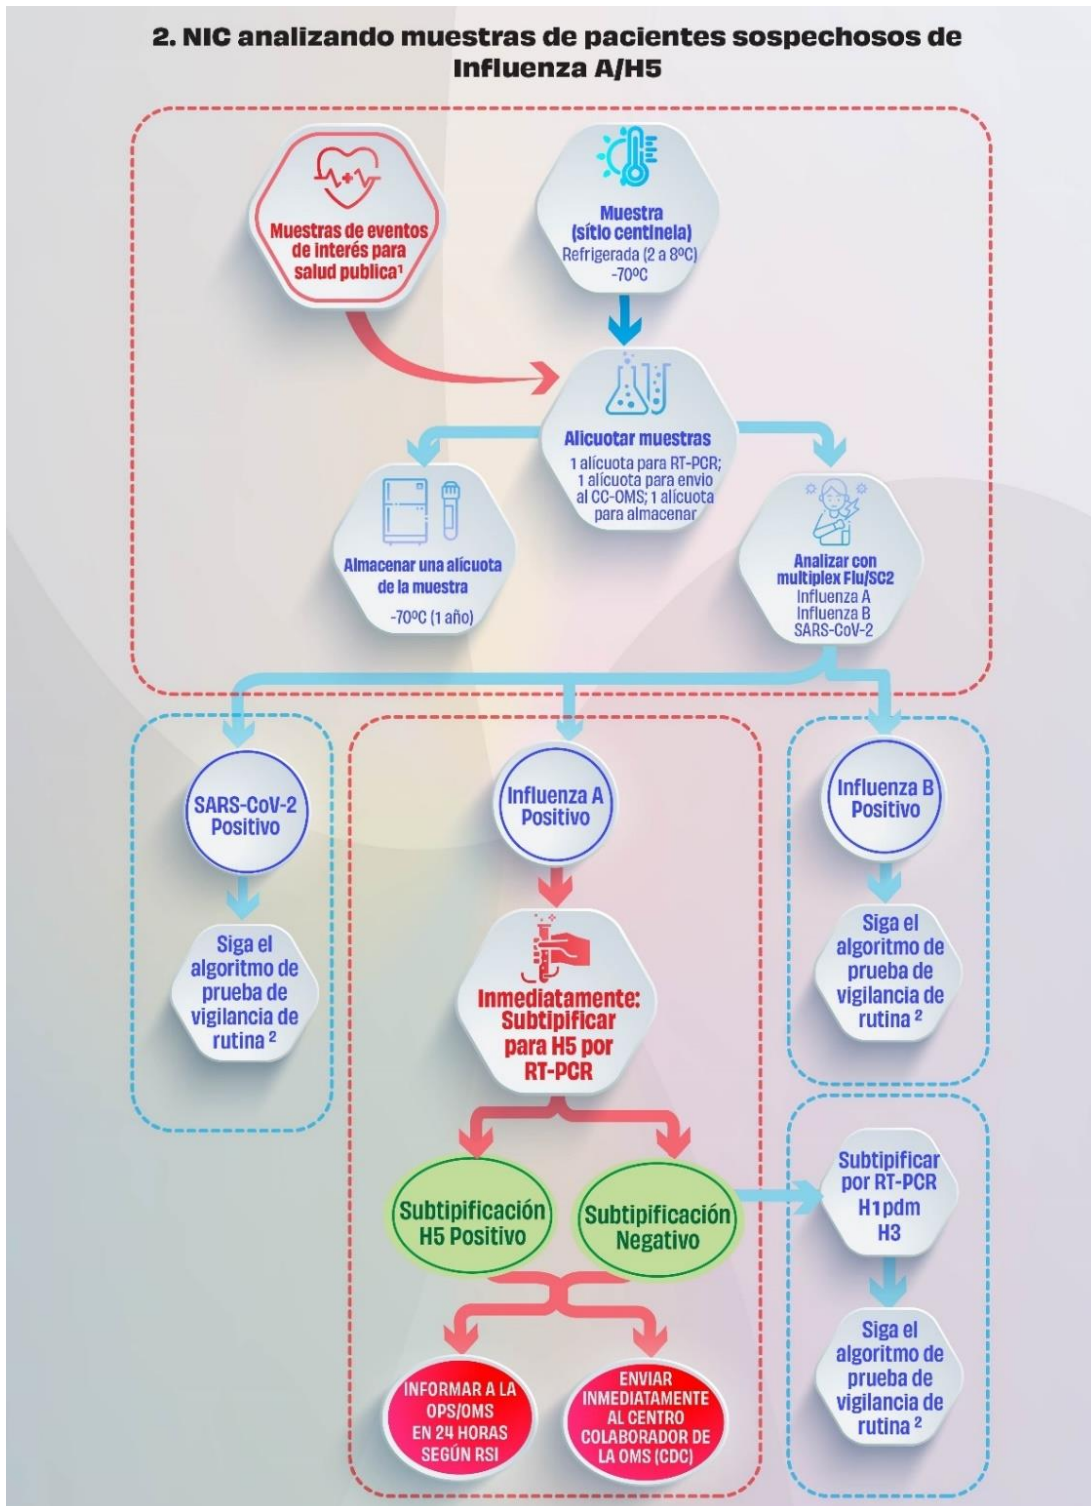 2. NIC analizando muestras de pacientes sospechosos de
Influenza A/H5
Muestras de eventos
de interés para
salud publica¹
Muestra
(sítio centinela)
Refrigerada (2 a 8ºC)
-70ºC
Alicuotar muestras
1 alícuota para RT-PCR;
1 alícuota para envio
al CC-OMS; 1 alícuota
para almacenar
Almacenar una alícuota
de la muestra
-70ºC (1 año)
Analizar con
multiplex Flu/SC2
Influenza A
Influenza B
SARS-CoV-2
SARS-CoV-2
Positivo
Influenza A
Positivo
Influenza B
Positivo
Siga el
algoritmo de
prueba de
vigilancia de
rutina ²
Inmediatamente:
Subtipificar
para H5 por
RT-PCR
Siga el
algoritmo de
prueba de
vigilancia de
rutina ²
Subtipificación
H5 Positivo
Subtipificación
Negativo
Subtipificar
por RT-PCR
H1pdm
H3
INFORMAR A LA
OPS/OMS
EN 24 HORAS
SEGÚN RSI
ENVIAR
INMEDIATAMENTE
AL CENTRO
COLABORADOR DE
LA OMS (CDC)
Siga el
algoritmo de
prueba de
vigilancia de
rutina ²